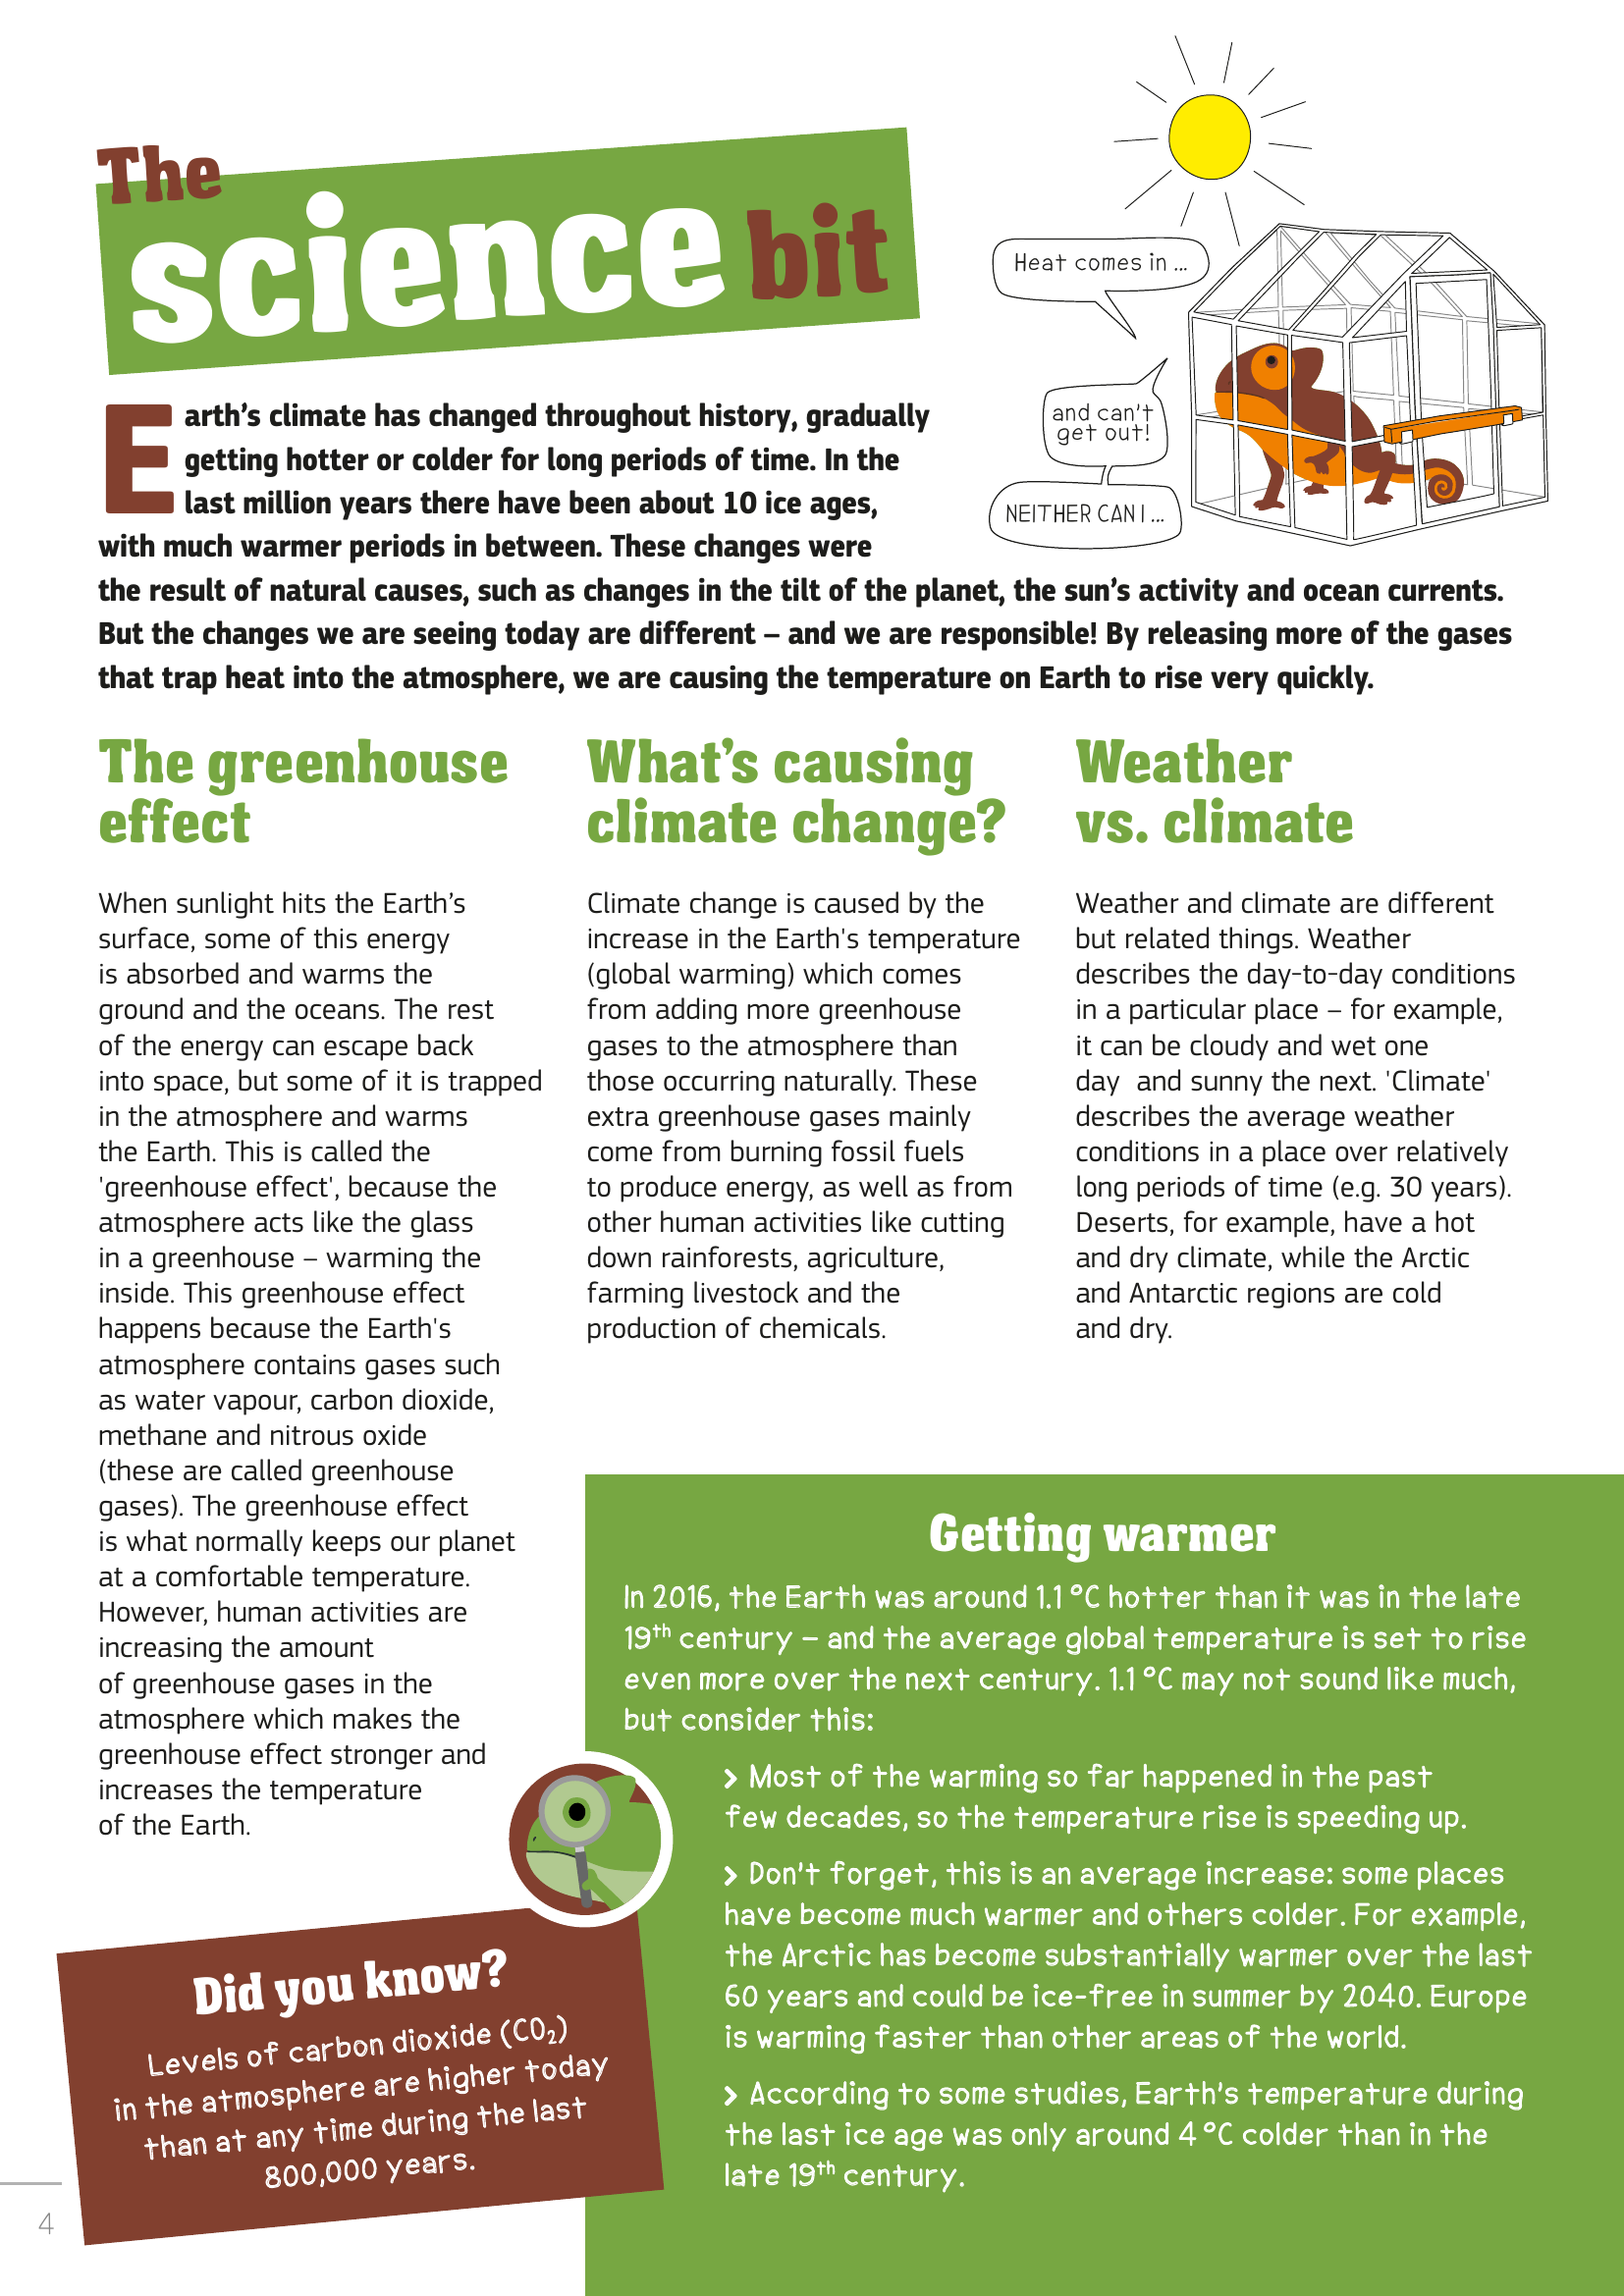 The
science bit
Heat comes in ...
and can't
get out!
NEITHER CAN I ...
Earth's climate has changed throughout history, gradually
getting hotter or colder for long periods of time. In the
last million years there have been about 10 ice ages,
with much warmer periods in between. These changes were
the result of natural causes, such as changes in the tilt of the planet, the sun's activity and ocean currents.
But the changes we are seeing today are different – and we are responsible! By releasing more of the gases
that trap heat into the atmosphere, we are causing the temperature on Earth to rise very quickly.
The greenhouse
effect
When sunlight hits the Earth's
surface, some of this energy
is absorbed and warms the
ground and the oceans. The rest
of the energy can escape back
into space, but some of it is trapped
in the atmosphere and warms
the Earth. This is called the
'greenhouse effect', because the
atmosphere acts like the glass
in a greenhouse – warming the
inside. This greenhouse effect
happens because the Earth's
atmosphere contains gases such
as water vapour, carbon dioxide,
methane and nitrous oxide
(these are called greenhouse
gases). The greenhouse effect
is what normally keeps our planet
at a comfortable temperature.
However, human activities are
increasing the amount
of greenhouse gases in the
atmosphere which makes the
greenhouse effect stronger and
increases the temperature
of the Earth.
What's causing
climate change?
Climate change is caused by the
increase in the Earth's temperature
(global warming) which comes
from adding more greenhouse
gases to the atmosphere than
those occurring naturally. These
extra greenhouse gases mainly
come from burning fossil fuels
to produce energy, as well as from
other human activities like cutting
down rainforests, agriculture,
farming livestock and the
production of chemicals.
Weather
vs. climate
Weather and climate are different
but related things. Weather
describes the day-to-day conditions
in a particular place – for example,
it can be cloudy and wet one
day  and sunny the next. 'Climate'
describes the average weather
conditions in a place over relatively
long periods of time (e.g. 30 years).
Deserts, for example, have a hot
and dry climate, while the Arctic
and Antarctic regions are cold
and dry.
Getting warmer
In 2016, the Earth was around 1.1 °C hotter than it was in the late
19th century – and the average global temperature is set to rise
even more over the next century. 1.1 °C may not sound like much,
but consider this:
> Most of the warming so far happened in the past
few decades, so the temperature rise is speeding up.
> Don't forget, this is an average increase: some places
have become much warmer and others colder. For example,
the Arctic has become substantially warmer over the last
60 years and could be ice-free in summer by 2040. Europe
is warming faster than other areas of the world.
> According to some studies, Earth's temperature during
the last ice age was only around 4 °C colder than in the
late 19th century.
Did you know?
Levels of carbon dioxide (CO₂)
in the atmosphere are higher today
than at any time during the last
800,000 years.
4